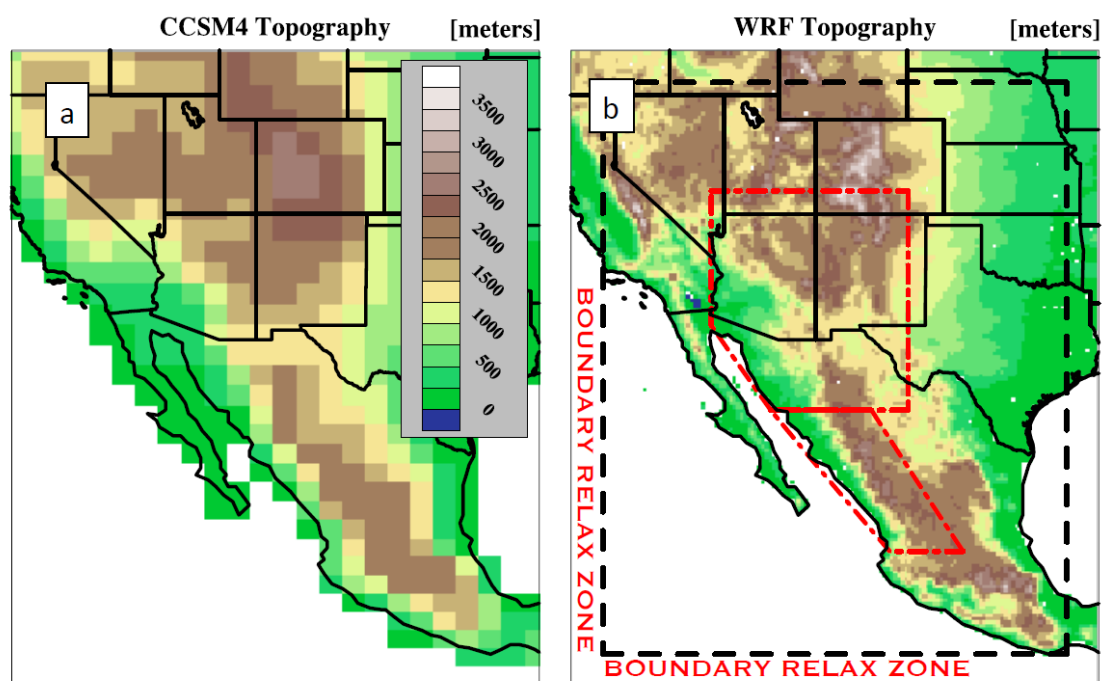 CCSM4 Topography [meters]
a
3500
3000
2500
2000
1500
1000
500
0
WRF Topography [meters]
b
BOUNDARY RELAX ZONE
BOUNDARY RELAX ZONE